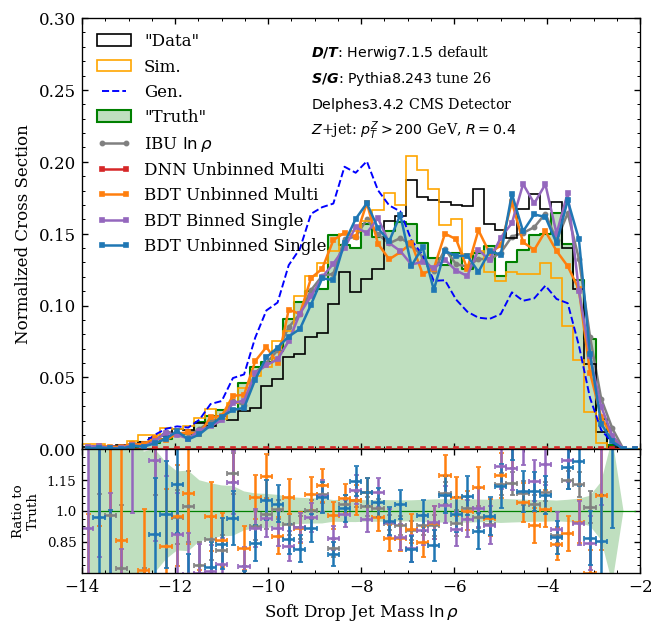 0.30
0.25
0.20
0.15
0.10
0.05
0.00
Normalized Cross Section
"Data"
Sim.
Gen.
"Truth"
IBU ln ρ
DNN Unbinned Multi
BDT Unbinned Multi
BDT Binned Single
BDT Unbinned Single
D/T: Herwig7.1.5 default
S/G: Pythia8.243 tune 26
Delphes3.4.2 CMS Detector
Z+jet: p_T^Z > 200 GeV, R = 0.4
1.15
1.0
0.85
Ratio to
Truth
−14 −12 −10 −8 −6 −4 −2
Soft Drop Jet Mass ln ρ